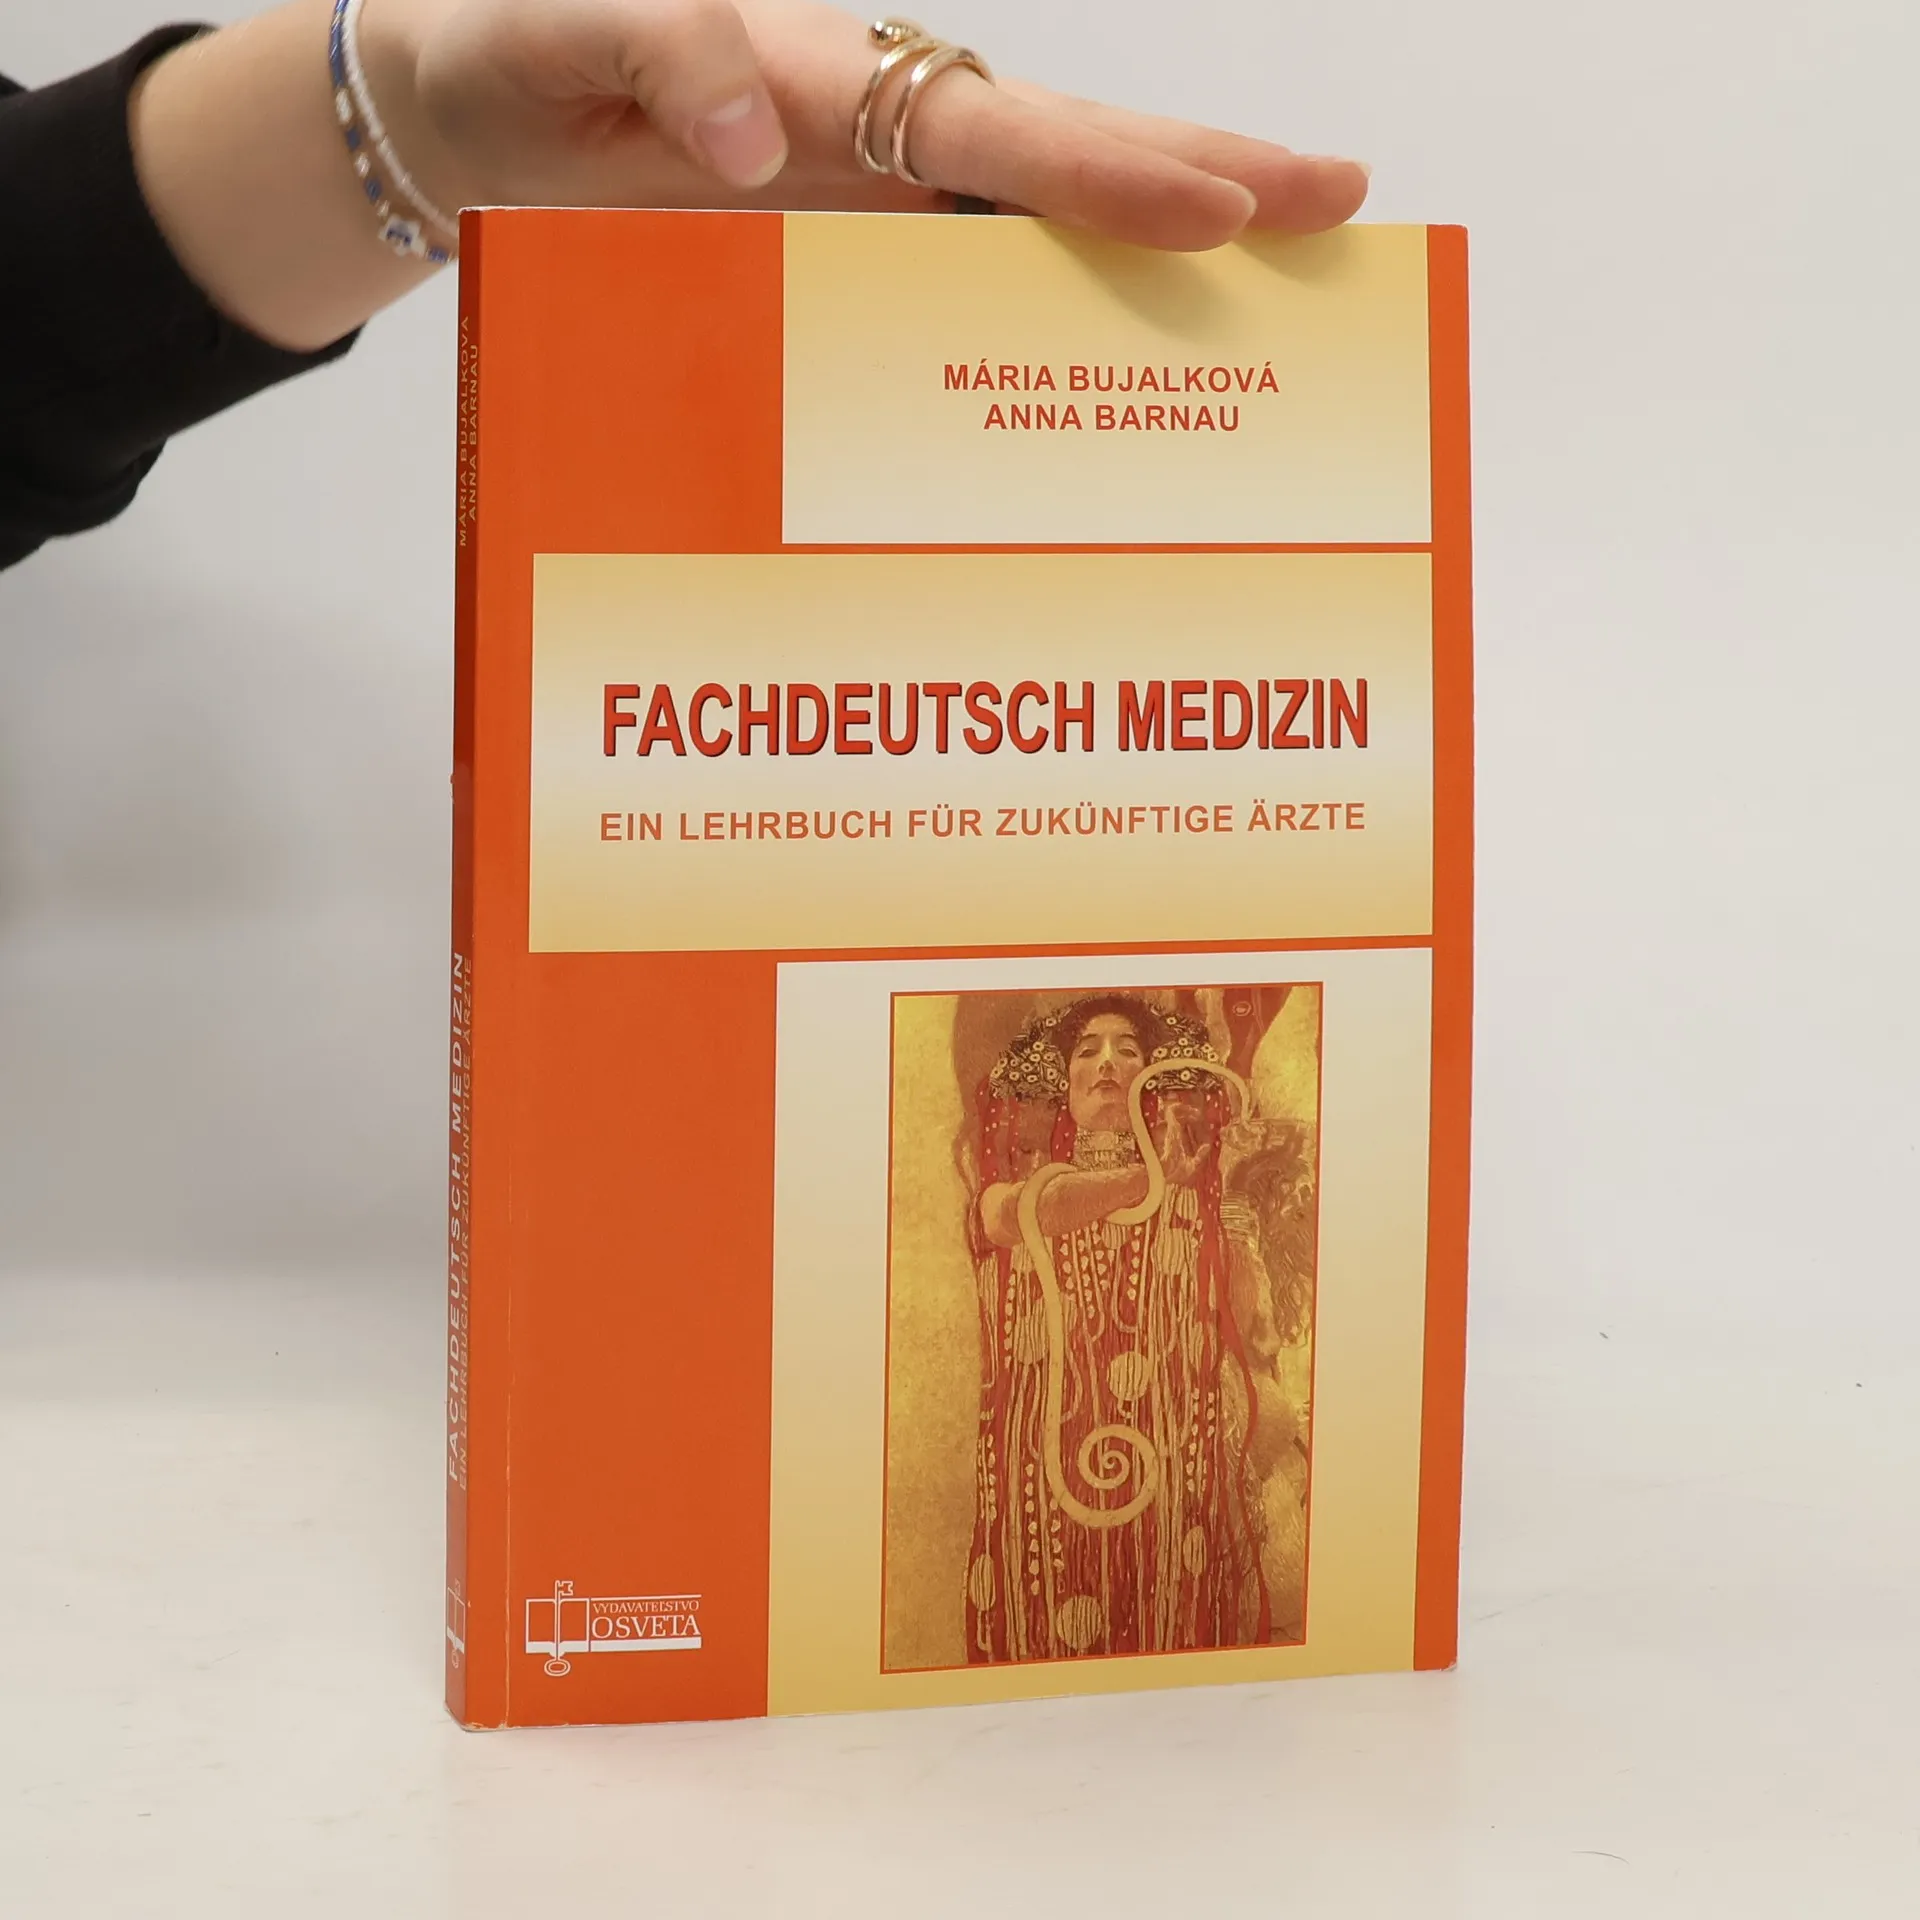 MÁRIA BUJALKOVÁ
ANNA BARNAU
FACHDEUTSCH MEDIZIN
EIN LEHRBUCH FÜR ZUKÜNFTIGE ÄRZTE
VYDAVATEĽSTVO
OSVETA
MÁRIA BUJALKOVÁ
ANNA BARNAU
FACHDEUTSCH MEDIZIN
EIN LEHRBUCH FÜR ZUKÜNFTIGE ÄRZTE